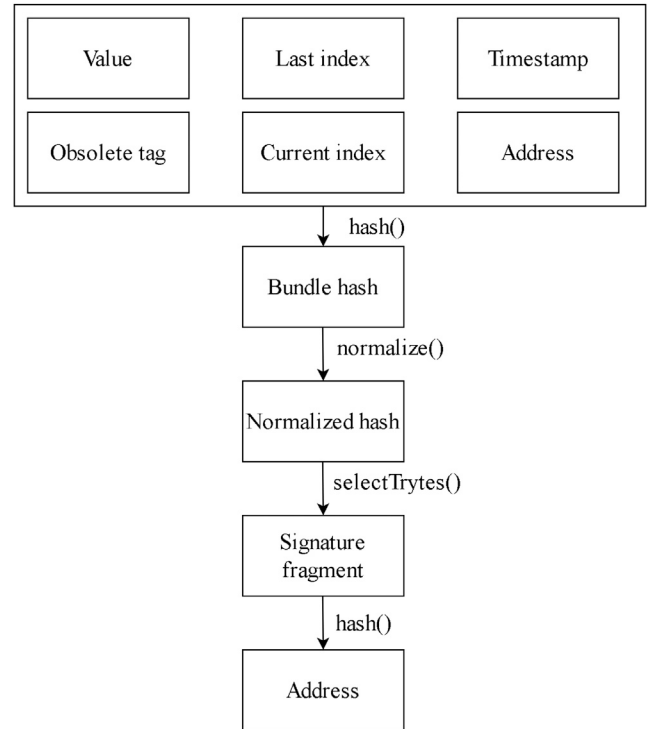 Value
Last index
Timestamp
Obsolete tag
Current index
Address
hash()
Bundle hash
normalize()
Normalized hash
selectTrytes()
Signature
fragment
hash()
Address